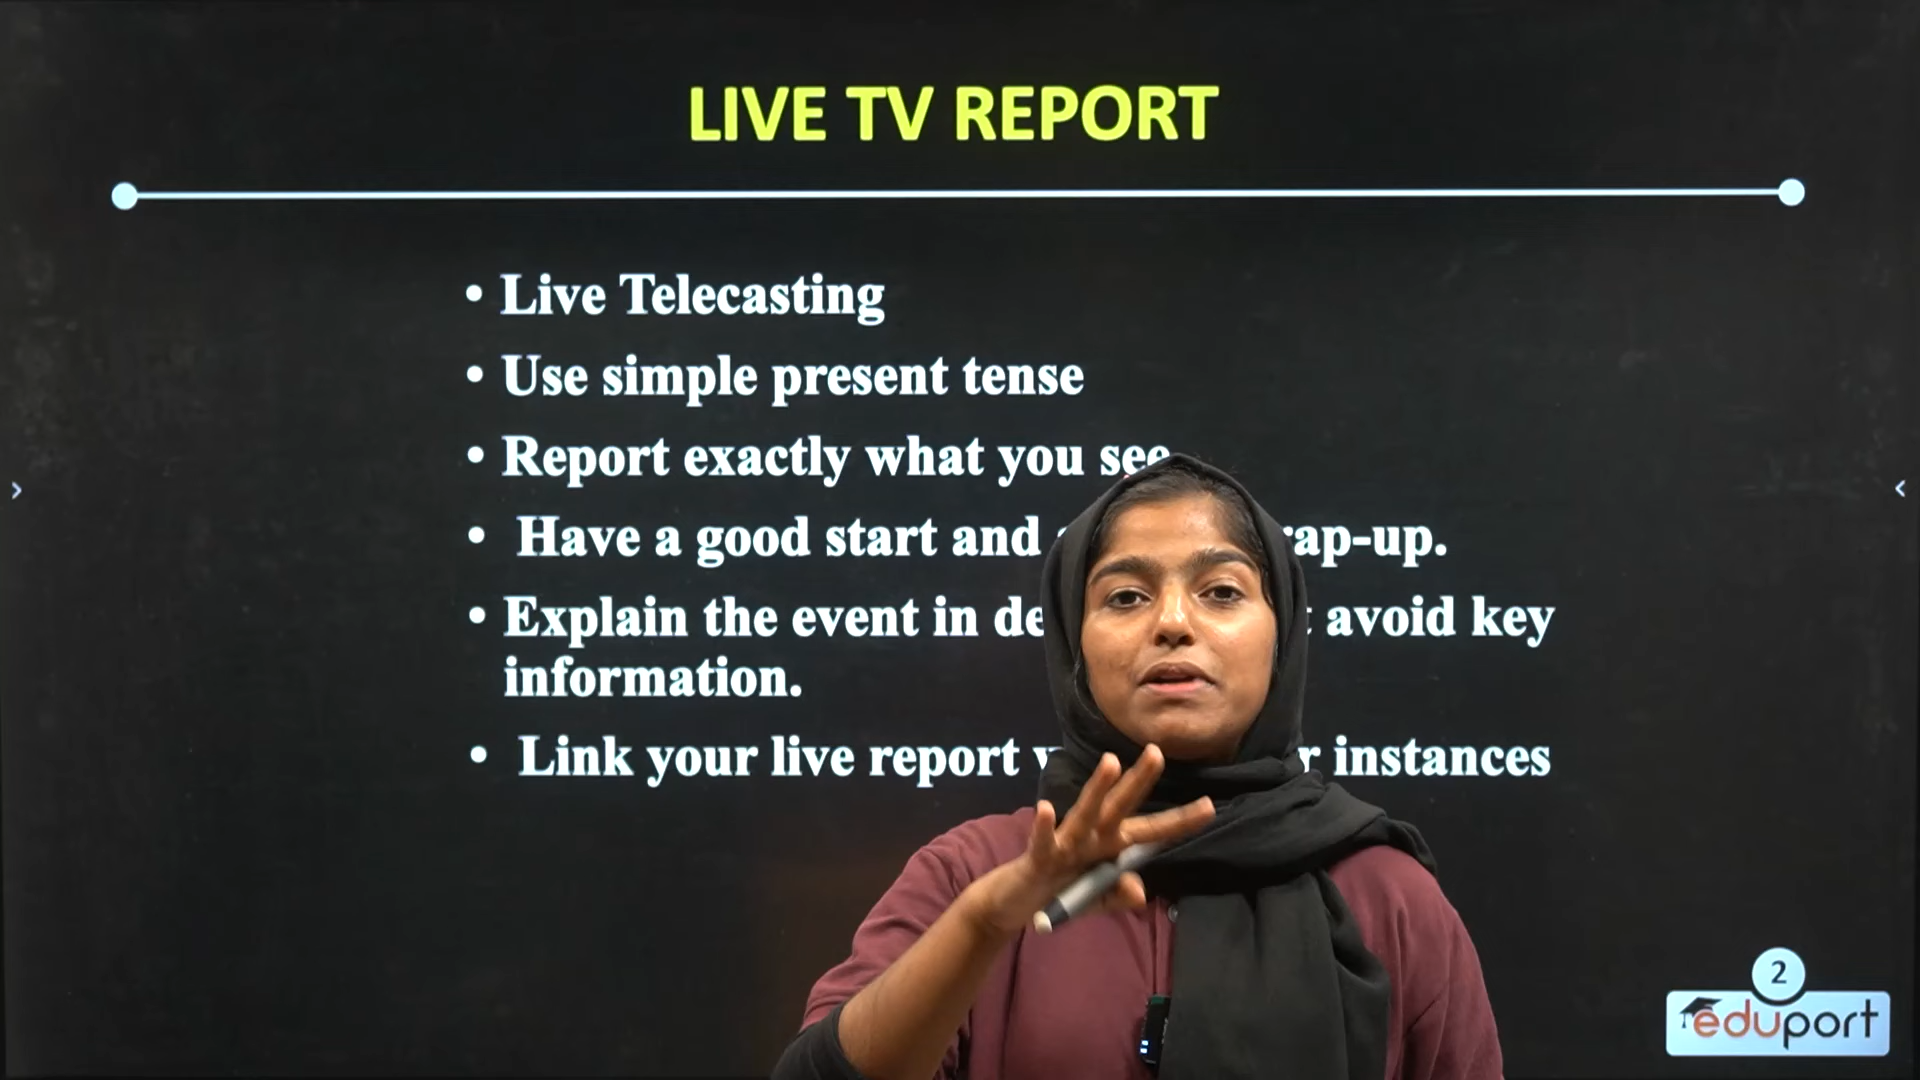 LIVE TV REPORT
• Live Telecasting
• Use simple present tense
• Report exactly what you see
• Have a good start and rap-up.
• Explain the event in de avoid key
information.
• Link your live report instances
2
eduport